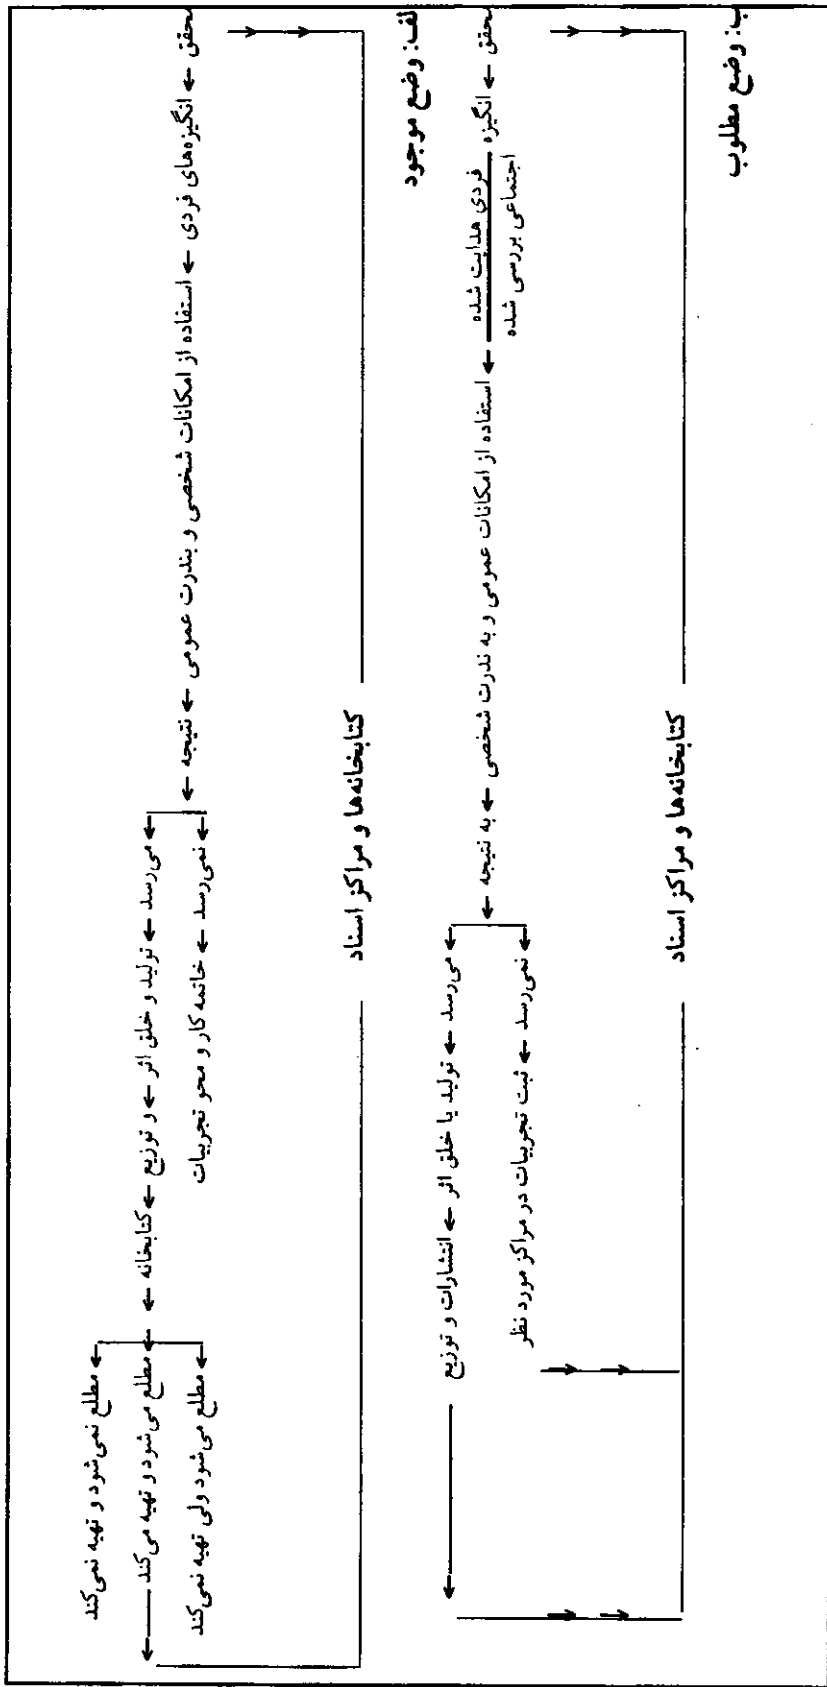 لف: وضع موجود
محقق ← انگیزه‌های فردی ← استفاده از امکانات شخصی و بندرت عمومی ← نتیجه ←
← می‌رسد ← تولید و خلق اثر ← و توزیع ← کتابخانه ← ←
← مطلع نمی‌شود و تهیه نمی‌کند
← مطلع می‌شود و تهیه می‌کند ←
← مطلع می‌شود ولی تهیه نمی‌کند
← نمی‌رسد ← خاتمه کار و محو تجربیات
کتابخانه‌ها و مراکز اسناد
ب: وضع مطلوب
محقق ← انگیزه
فردی هدایت شده
اجتماعی بررسی شده
← استفاده از امکانات عمومی و به ندرت شخصی ← به نتیجه ←
← می‌رسد ← تولید یا خلق اثر ← انتشارات و توزیع ←
← نمی‌رسد ← ثبت تجربیات در مراکز مورد نظر
کتابخانه‌ها و مراکز اسناد